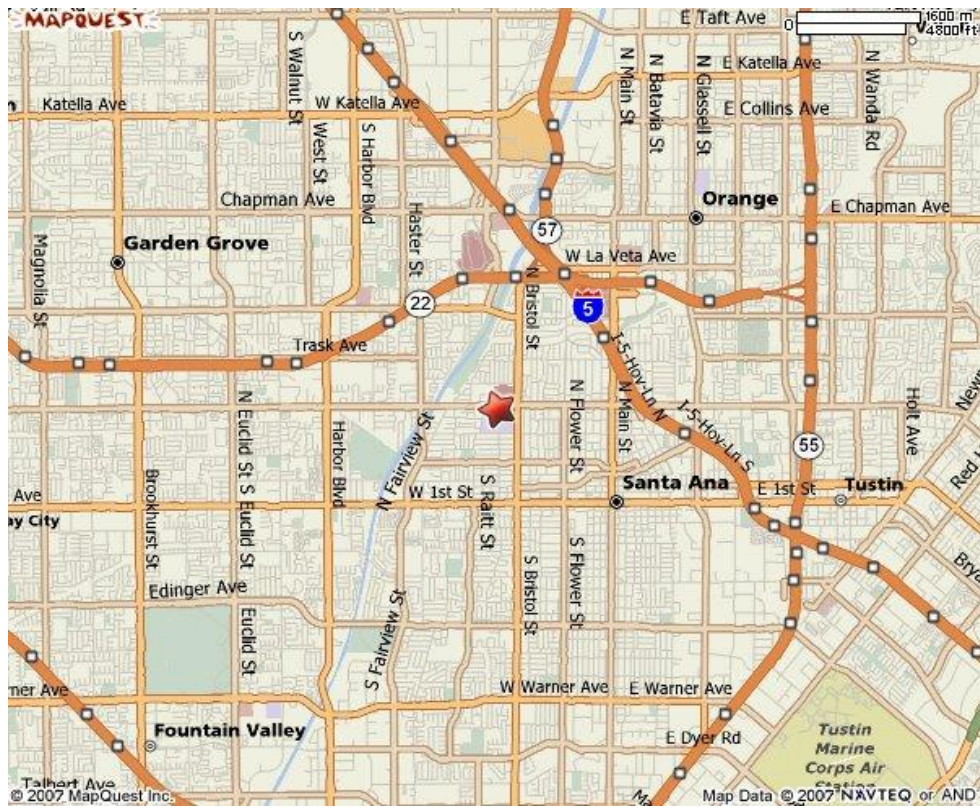 MAPQUEST.
E Taft Ave
0
1600 m
4800 ft
S Walnut St
N Main St
N Batavia St
N Glassell St
E Katella Ave
N Wanda Rd
Katella Ave
W Katella Ave
E Collins Ave
West St
S Harbor Blvd
Chapman Ave
Orange
E Chapman Ave
Haster St
57
Magnolia St
Garden Grove
W La Veta Ave
N Bristol St
22
5
Trask Ave
I-5-Hov-Ln N
I-5-Hov-Ln S
N Euclid St
S Euclid St
Harbor Blvd
N Fairview St
N Flower St
N Main St
Holt Ave
55
Ave
W 1st St
S Raitt St
Santa Ana
E 1st St
Tustin
ay City
Brookhurst St
Edinger Ave
S Bristol St
S Flower St
Euclid St
S Fairview St
ner Ave
W Warner Ave
E Warner Ave
Fountain Valley
E Dyer Rd
Tustin
Marine
Corps Air
Station
Talbert Ave
© 2007 MapQuest Inc.
Map Data © 2007 NAVTEQ or AND